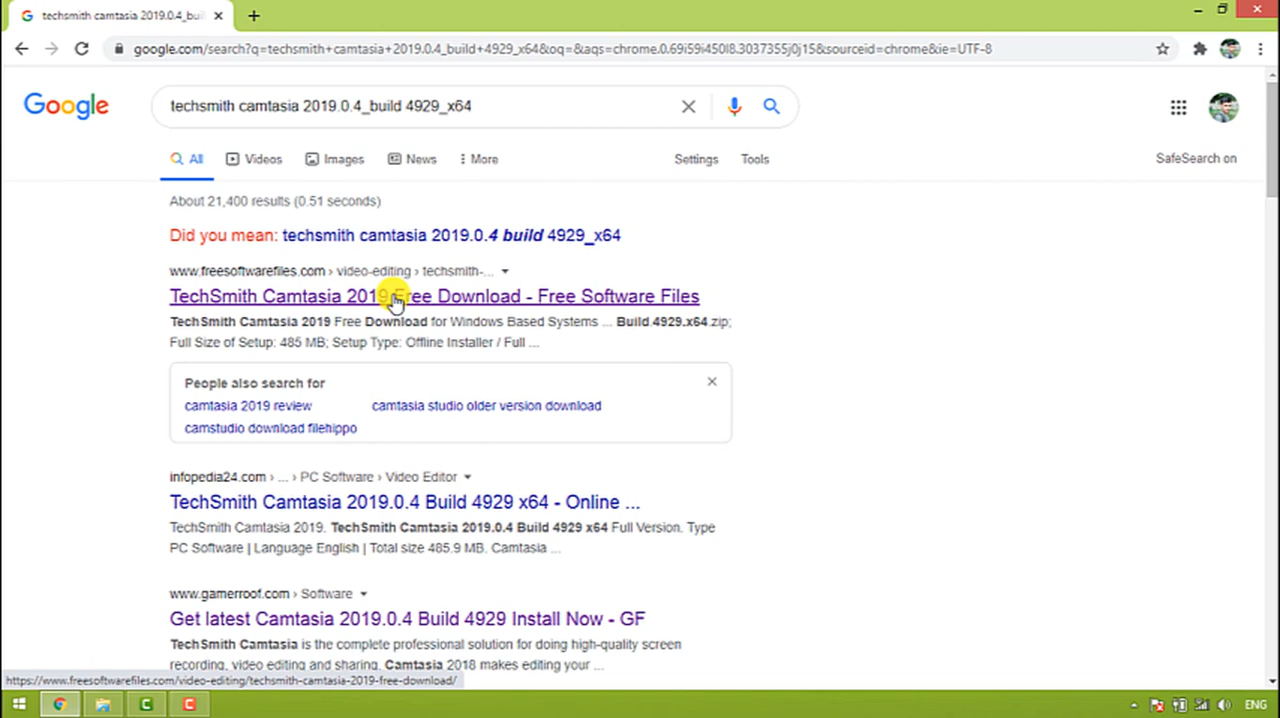 techsmith camtasia 2019.0.4_bui
google.com/search?q=techsmith+camtasia+2019.0.4_build+4929_x64&oq=&aqs=chrome.0.69i59i450l8.3037355j0j15&sourceid=chrome&ie=UTF-8
Google
techsmith camtasia 2019.0.4_build 4929_x64
All
Videos
Images
News
More
Settings
Tools
SafeSearch on
About 21,400 results (0.51 seconds)
Did you mean: techsmith camtasia 2019.0.4 build 4929_x64
www.freesoftwarefiles.com › video-editing › techsmith-...
TechSmith Camtasia 2019 Free Download - Free Software Files
TechSmith Camtasia 2019 Free Download for Windows Based Systems ... Build.4929.x64.zip;
Full Size of Setup: 485 MB; Setup Type: Offline Installer / Full ...
People also search for
camtasia 2019 review
camtasia studio older version download
camstudio download filehippo
infopedia24.com › ... › PC Software › Video Editor
TechSmith Camtasia 2019.0.4 Build 4929 x64 - Online ...
TechSmith Camtasia 2019. TechSmith Camtasia 2019.0.4 Build 4929 x64 Full Version. Type
PC Software | Language English | Total size 485.9 MB. Camtasia ...
www.gamerroof.com › Software
Get latest Camtasia 2019.0.4 Build 4929 Install Now - GF
TechSmith Camtasia is the complete professional solution for doing high-quality screen
recording, video editing and sharing. Camtasia 2018 makes editing your ...
https://www.freesoftwarefiles.com/video-editing/techsmith-camtasia-2019-free-download/
ENG